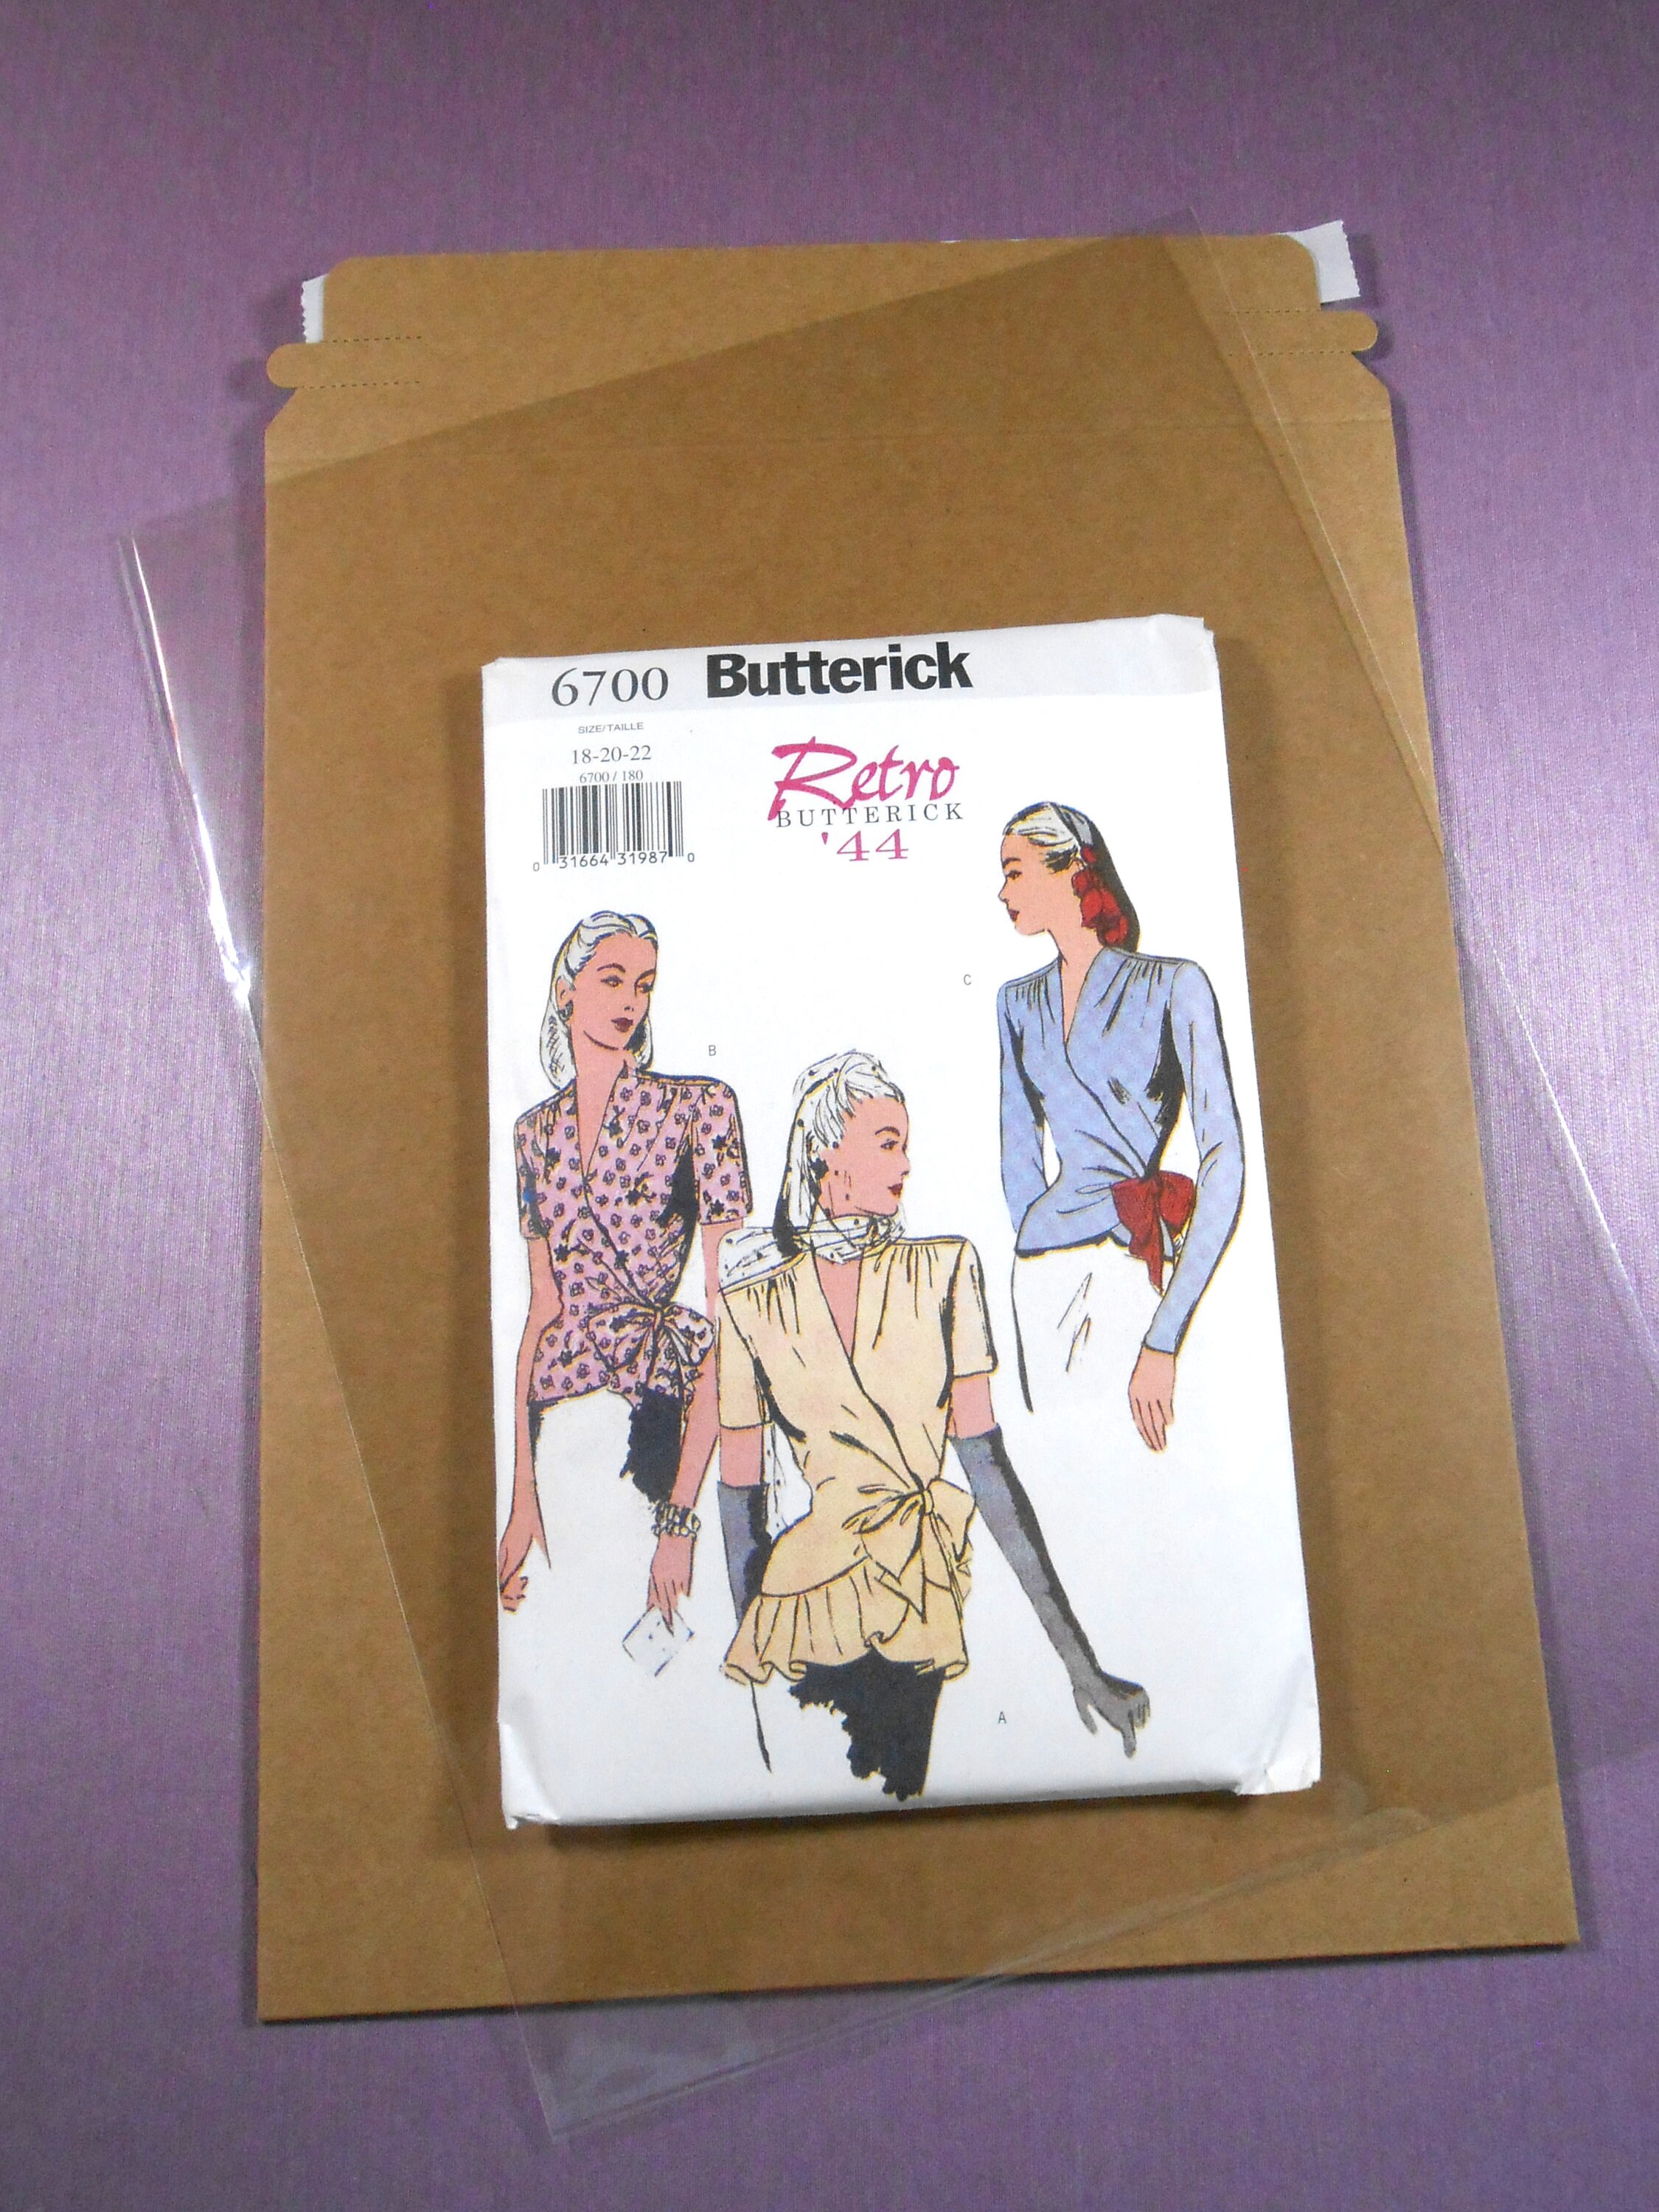 6700 Butterick
SIZE/TAILLE
18-20-22
6700 / 180
0 31664 31987 0
Retro
BUTTERICK
'44
C
B
A